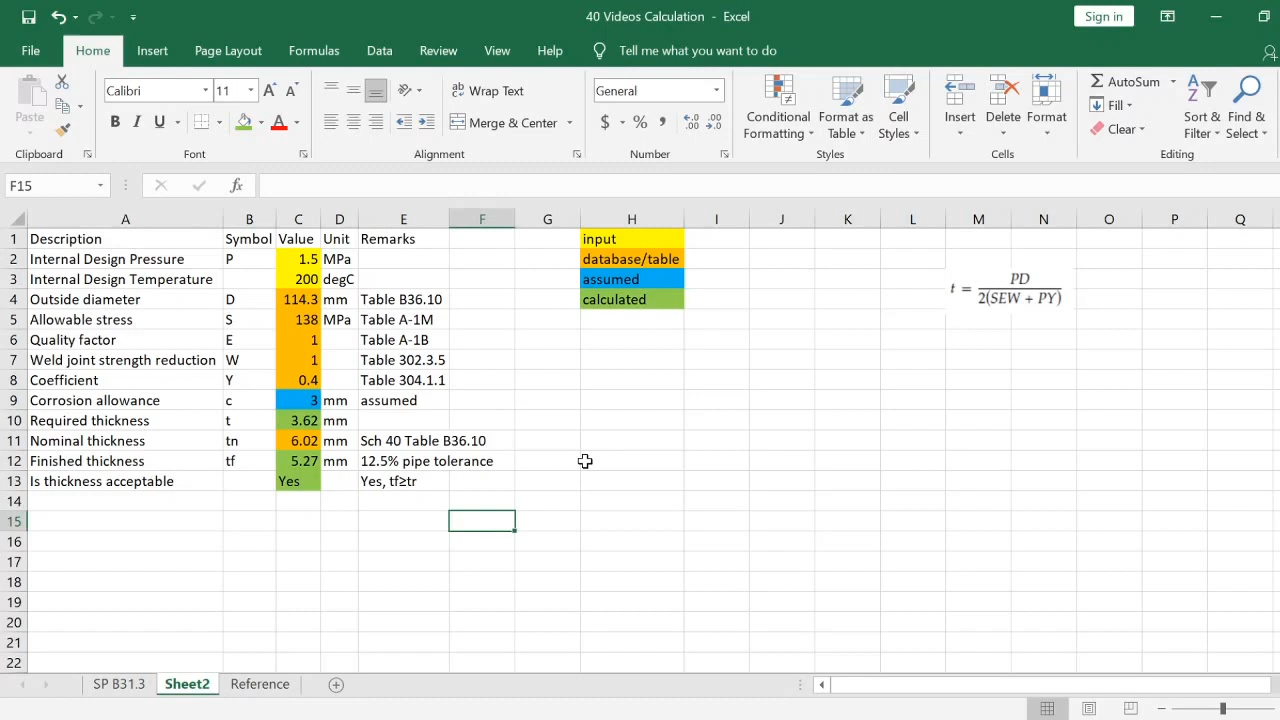 40 Videos Calculation - Excel
Sign in
File Home Insert Page Layout Formulas Data Review View Help Tell me what you want to do
Paste
Calibri 11
B I U
Wrap Text
Merge & Center
General
$ %
Conditional Formatting
Format as Table
Cell Styles
Insert
Delete
Format
AutoSum
Fill
Clear
Sort & Filter
Find & Select
Clipboard Font Alignment Number Styles Cells Editing
F15 fx
A B C D E F G H I J K L M N O P Q
1 Description Symbol Value Unit Remarks input
2 Internal Design Pressure P 1.5 MPa database/table
3 Internal Design Temperature 200 degC assumed
4 Outside diameter D 114.3 mm Table B36.10 calculated
t = PD / 2(SEW + PY)
5 Allowable stress S 138 MPa Table A-1M
6 Quality factor E 1 Table A-1B
7 Weld joint strength reduction W 1 Table 302.3.5
8 Coefficient Y 0.4 Table 304.1.1
9 Corrosion allowance c 3 mm assumed
10 Required thickness t 3.62 mm
11 Nominal thickness tn 6.02 mm Sch 40 Table B36.10
12 Finished thickness tf 5.27 mm 12.5% pipe tolerance
13 Is thickness acceptable Yes Yes, tf≥tr
14
15
16
17
18
19
20
21
22
SP B31.3 Sheet2 Reference